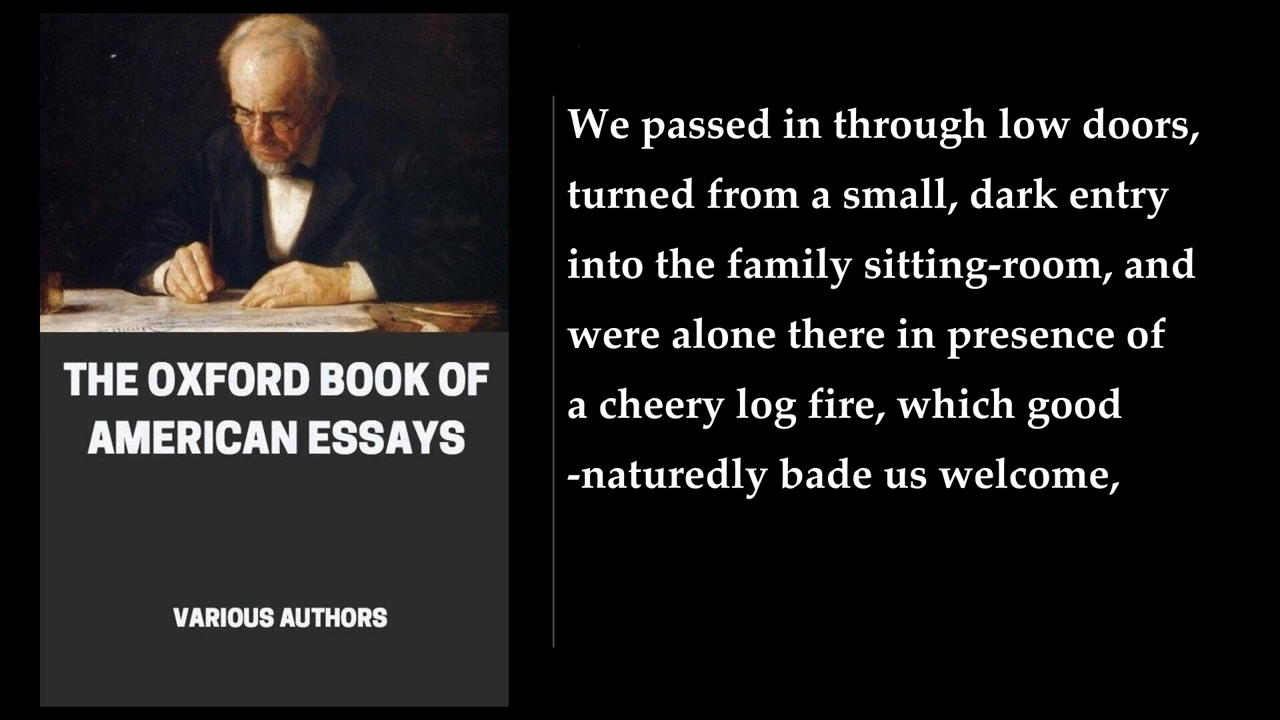 THE OXFORD BOOK OF
AMERICAN ESSAYS
VARIOUS AUTHORS
We passed in through low doors,
turned from a small, dark entry
into the family sitting-room, and
were alone there in presence of
a cheery log fire, which good
-naturedly bade us welcome,